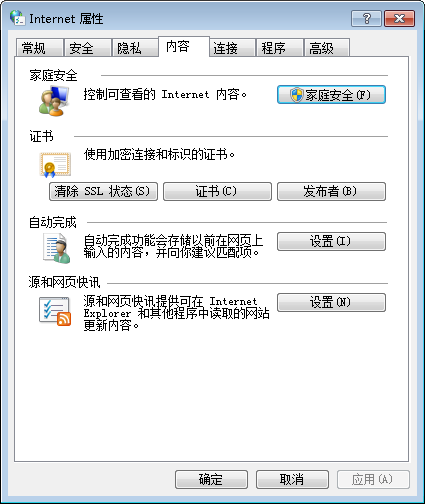 Internet 属性
常规 安全 隐私 内容 连接 程序 高级
家庭安全
控制可查看的 Internet 内容。 家庭安全(F)
证书
使用加密连接和标识的证书。
清除 SSL 状态(S) 证书(C) 发布者(B)
自动完成
自动完成功能会存储以前在网页上 设置(I)
输入的内容，并向你建议匹配项。
源和网页快讯
源和网页快讯提供可在 Internet 设置(N)
Explorer 和其他程序中读取的网站
更新内容。
确定 取消 应用(A)